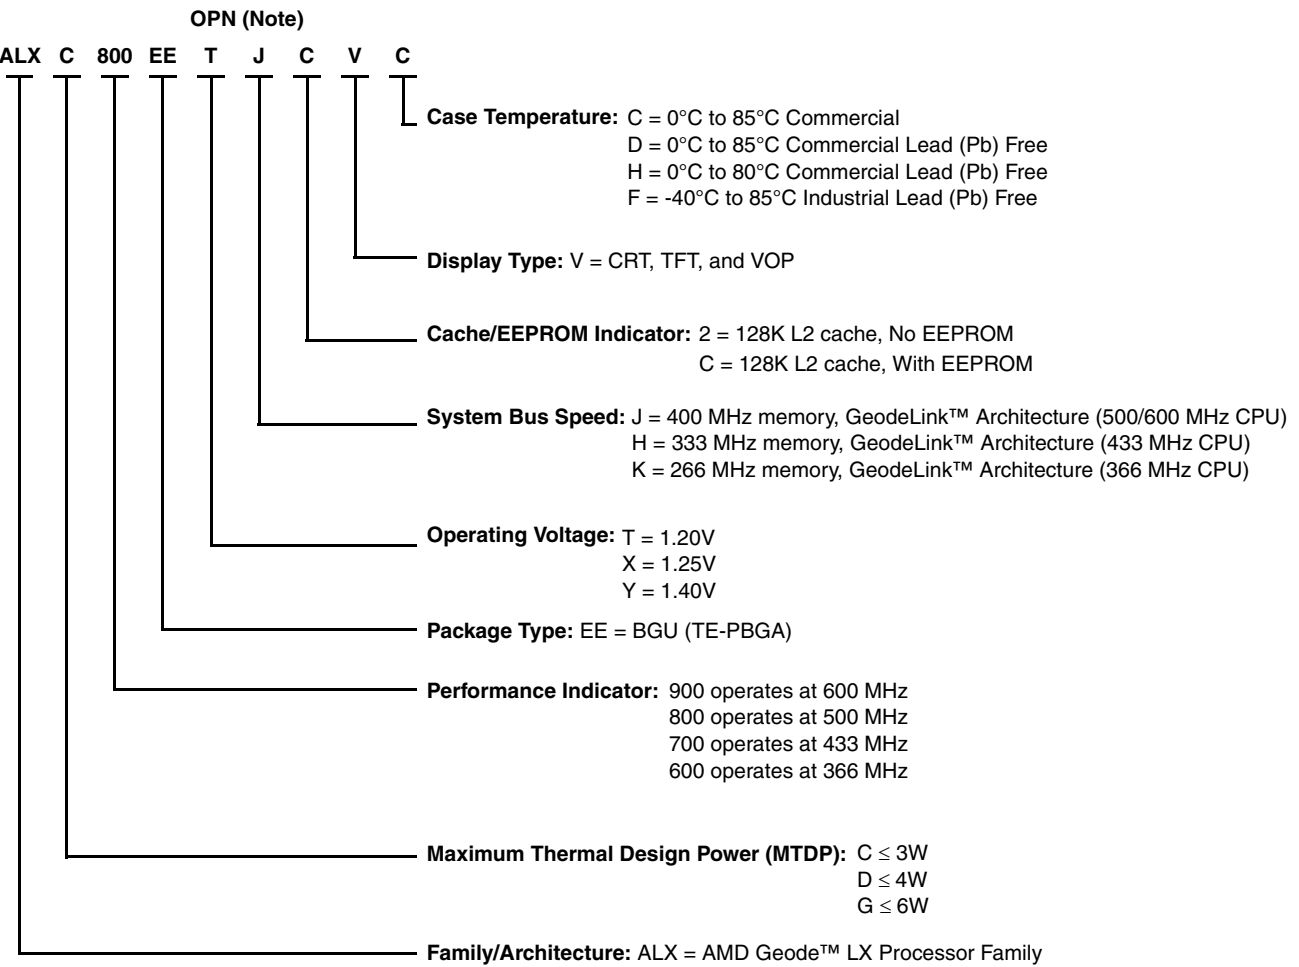 OPN (Note)
ALX C 800 EE T J C V C
Case Temperature: C = 0°C to 85°C Commercial
D = 0°C to 85°C Commercial Lead (Pb) Free
H = 0°C to 80°C Commercial Lead (Pb) Free
F = -40°C to 85°C Industrial Lead (Pb) Free
Display Type: V = CRT, TFT, and VOP
Cache/EEPROM Indicator: 2 = 128K L2 cache, No EEPROM
C = 128K L2 cache, With EEPROM
System Bus Speed: J = 400 MHz memory, GeodeLink™ Architecture (500/600 MHz CPU)
H = 333 MHz memory, GeodeLink™ Architecture (433 MHz CPU)
K = 266 MHz memory, GeodeLink™ Architecture (366 MHz CPU)
Operating Voltage: T = 1.20V
X = 1.25V
Y = 1.40V
Package Type: EE = BGU (TE-PBGA)
Performance Indicator: 900 operates at 600 MHz
800 operates at 500 MHz
700 operates at 433 MHz
600 operates at 366 MHz
Maximum Thermal Design Power (MTDP): C ≤ 3W
D ≤ 4W
G ≤ 6W
Family/Architecture: ALX = AMD Geode™ LX Processor Family